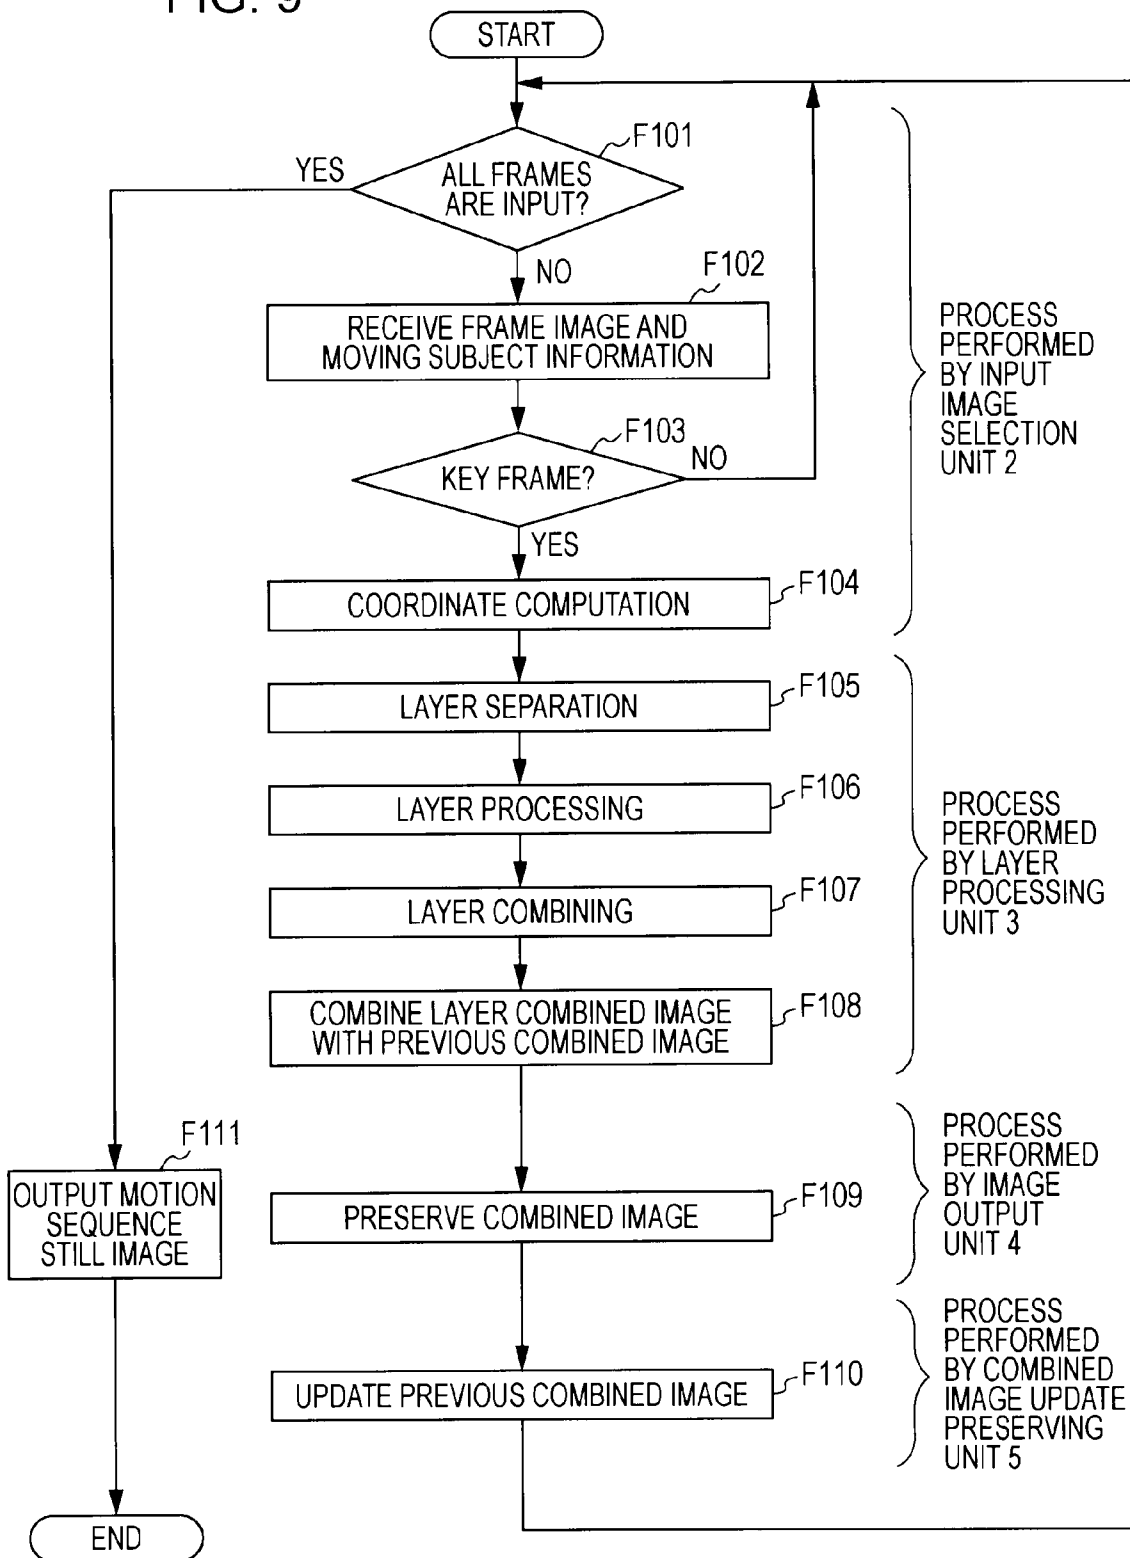 FIG. 9
START
F101
YES
ALL FRAMES
ARE INPUT?
NO
F102
RECEIVE FRAME IMAGE AND
MOVING SUBJECT INFORMATION
F103
NO
KEY FRAME?
YES
F104
COORDINATE COMPUTATION
PROCESS
PERFORMED
BY INPUT
IMAGE
SELECTION
UNIT 2
F105
LAYER SEPARATION
F106
LAYER PROCESSING
F107
LAYER COMBINING
F108
COMBINE LAYER COMBINED IMAGE
WITH PREVIOUS COMBINED IMAGE
PROCESS
PERFORMED
BY LAYER
PROCESSING
UNIT 3
F111
OUTPUT MOTION
SEQUENCE
STILL IMAGE
F109
PRESERVE COMBINED IMAGE
PROCESS
PERFORMED
BY IMAGE
OUTPUT
UNIT 4
F110
UPDATE PREVIOUS COMBINED IMAGE
PROCESS
PERFORMED
BY COMBINED
IMAGE UPDATE
PRESERVING
UNIT 5
END